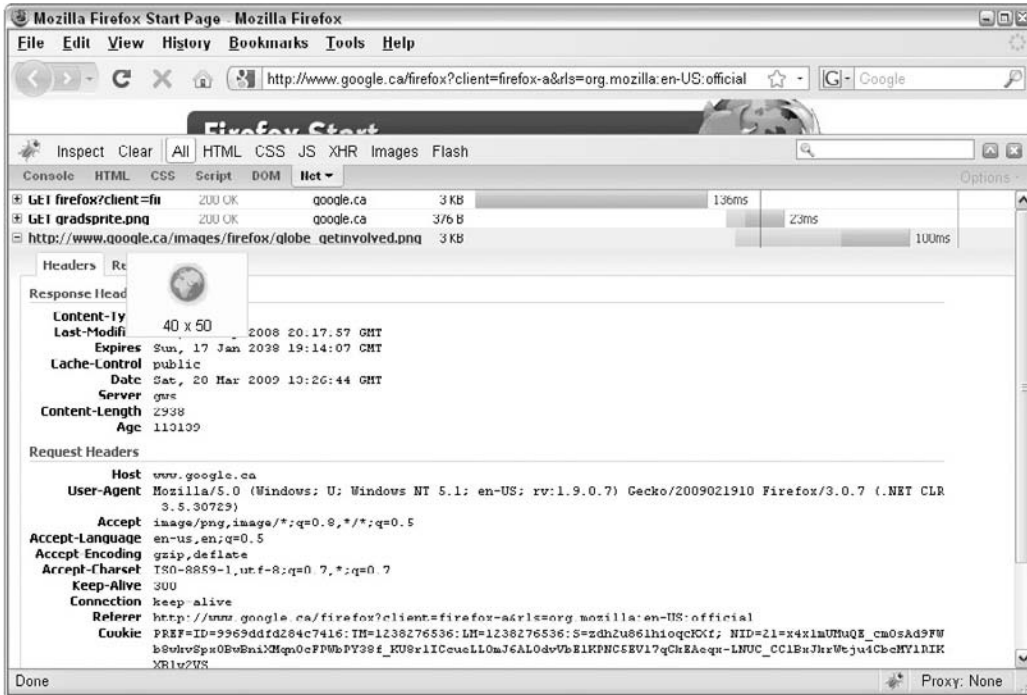 Mozilla Firefox Start Page - Mozilla Firefox
File Edit View History Bookmarks Tools Help
http://www.google.ca/firefox?client=firefox-a&rls=org.mozilla:en-US:official
G Google
Firefox Start
Inspect Clear All HTML CSS JS XHR Images Flash
Console HTML CSS Script DOM Net Options
GET firefox?client=fi 200 OK google.ca 3 KB 136ms
GET gradsprite.png 200 OK google.ca 376 B 23ms
http://www.google.ca/images/firefox/globe_getinvolved.png 3 KB 100ms
Headers Re
40 x 50
Response Head
Content-Ty
Last-Modifi 2008 20:17:57 GMT
Expires Sun, 17 Jan 2038 19:14:07 GMT
Cache-Control public
Date Sat, 20 Mar 2009 13:26:44 GMT
Server gws
Content-Length 2938
Age 113139
Request Headers
Host www.google.ca
User-Agent Mozilla/5.0 (Windows; U; Windows NT 5.1; en-US; rv:1.9.0.7) Gecko/2009021910 Firefox/3.0.7 (.NET CLR
3.5.30729)
Accept image/png,image/*;q=0.8,*/*;q=0.5
Accept-Language en-us,en;q=0.5
Accept-Encoding gzip,deflate
Accept-Charset ISO-8859-1,utf-8;q=0.7,*;q=0.7
Keep-Alive 300
Connection keep-alive
Referer http://www.google.ca/firefox?client=firefox-a&rls=org.mozilla:en-US:official
Cookie
Done Proxy: None